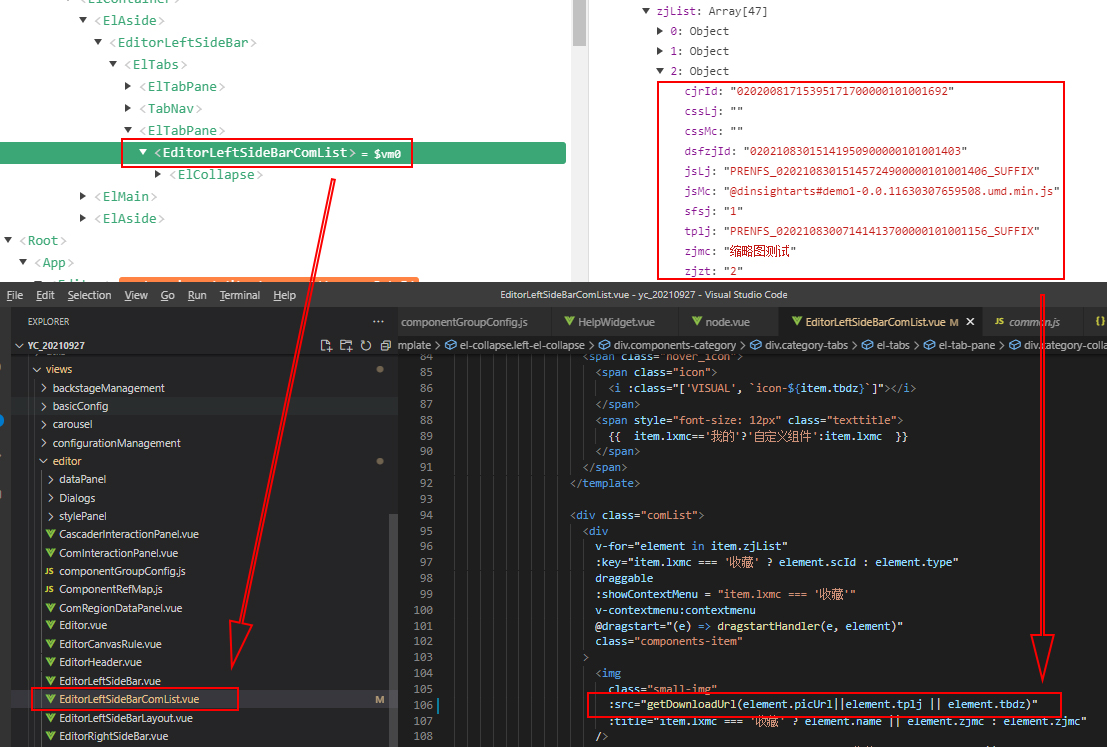 <ElContainer>
<ElAside>
<EditorLeftSideBar>
<ElTabs>
<ElTabPane>
<TabNav>
<ElTabPane>
<EditorLeftSideBarComList> = $vm0
<ElCollapse>
<ElMain>
<ElAside>
<Root>
<App>
zjList: Array[47]
0: Object
1: Object
2: Object
cjrId: "02020081715395171700000101001692"
cssLj: ""
cssMc: ""
dsfzjId: "02021083015141950900000101001403"
jsLj: "PRENFS_02021083015145724900000101001406_SUFFIX"
jsMc: "@dinsightarts#demo1-0.0.11630307659508.umd.min.js"
sfsj: "1"
tplj: "PRENFS_02021083007141413700000101001156_SUFFIX"
zjmc: "缩略图测试"
zjzt: "2"
File Edit Selection View Go Run Terminal Help
EditorLeftSideBarComList.vue - yc_20210927 - Visual Studio Code
EXPLORER ···
YC_20210927
views
backstageManagement
basicConfig
carousel
configurationManagement
editor
dataPanel
Dialogs
stylePanel
CascaderInteractionPanel.vue
ComInteractionPanel.vue
JS componentGroupConfig.js
JS ComponentRefMap.js
ComRegionDataPanel.vue
Editor.vue
EditorCanvasRule.vue
EditorHeader.vue
EditorLeftSideBar.vue
EditorLeftSideBarComList.vue M
EditorLeftSideBarLayout.vue
EditorRightSideBar.vue
componentGroupConfig.js HelpWidget.vue node.vue EditorLeftSideBarComList.vue M × JS common.js {}
mplate > el-collapse.left-el-collapse > div.components-category > div.category-tabs > el-tabs > el-tab-pane > div.category-colla
84 <span class="hover_icon">
85 <span class="icon">
86 <i :class="['VISUAL', `icon-${item.tbdz}`]"></i>
87 </span>
88 <span style="font-size: 12px" class="texttitle">
89 {{ item.lxmc=='我的'?'自定义组件':item.lxmc }}
90 </span>
91 </span>
92 </template>
93
94 <div class="comList">
95 <div
96 v-for="element in item.zjList"
97 :key="item.lxmc === '收藏' ? element.scId : element.type"
98 draggable
99 :showContextMenu = "item.lxmc === '收藏'"
100 v-contextmenu:contextmenu
101 @dragstart="(e) => dragstartHandler(e, element)"
102 class="components-item"
103 >
104 <img
105 class="small-img"
106 :src="getDownloadUrl(element.picUrl||element.tplj || element.tbdz)"
107 :title="item.lxmc === '收藏' ? element.name || element.zjmc : element.zjmc"
108 />